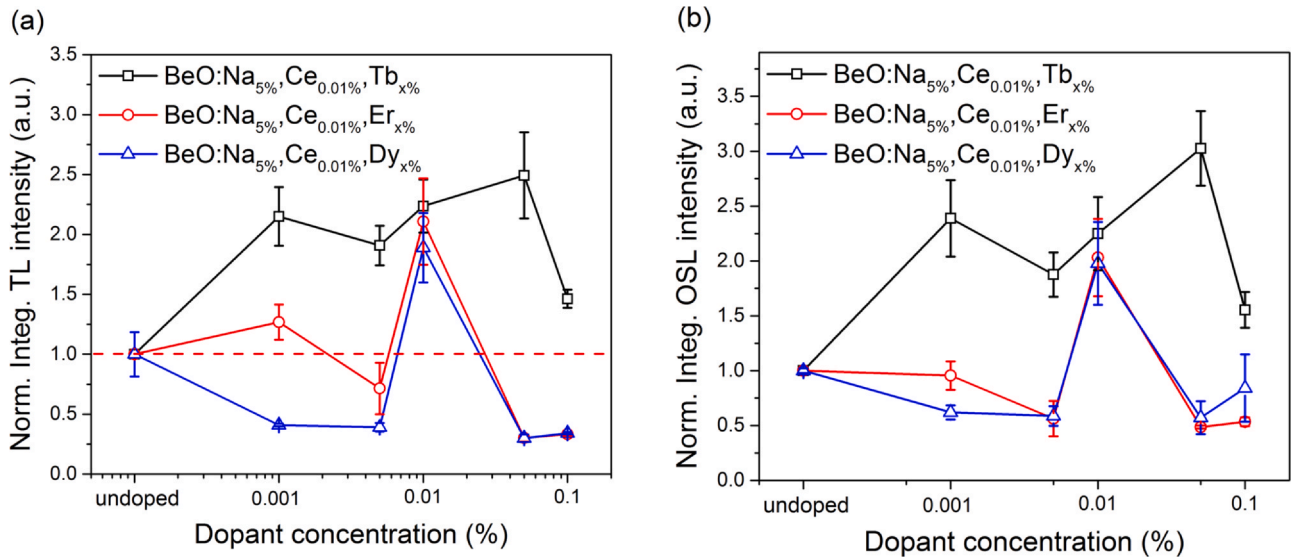 (a)
Norm. Integ. TL intensity (a.u.)
3.5
3.0
2.5
2.0
1.5
1.0
0.5
0.0
BeO:Na5%,Ce0.01%,Tbx%
BeO:Na5%,Ce0.01%,Erx%
BeO:Na5%,Ce0.01%,Dyx%
undoped 0.001 0.01 0.1
Dopant concentration (%)
(b)
Norm. Integ. OSL intensity (a.u.)
3.5
3.0
2.5
2.0
1.5
1.0
0.5
0.0
BeO:Na5%,Ce0.01%,Tbx%
BeO:Na5%,Ce0.01%,Erx%
BeO:Na5%,Ce0.01%,Dyx%
undoped 0.001 0.01 0.1
Dopant concentration (%)